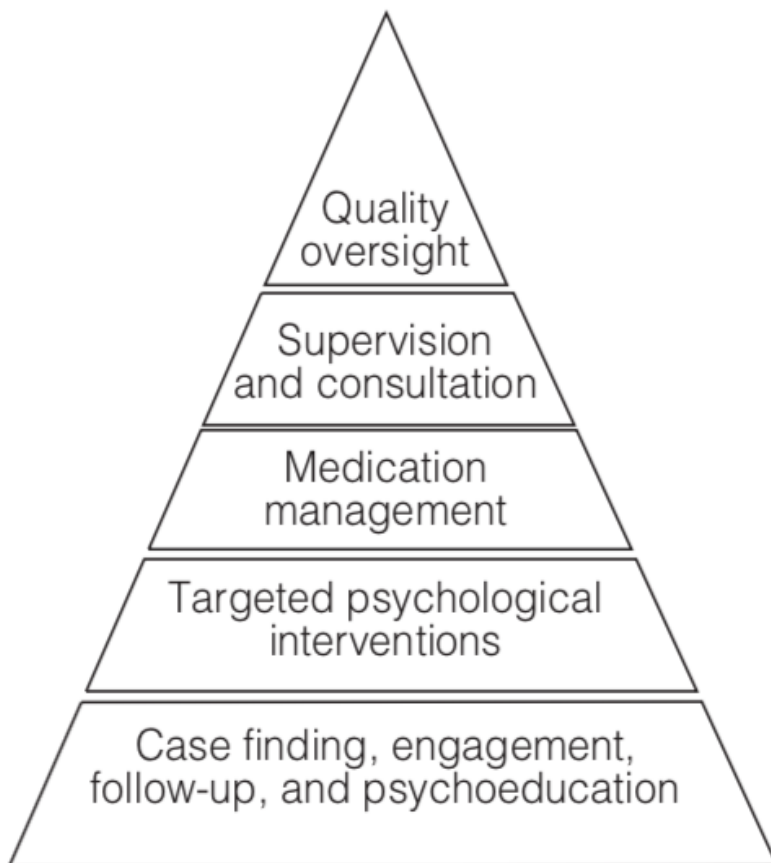 Quality
oversight
Supervision
and consultation
Medication
management
Targeted psychological
interventions
Case finding, engagement,
follow-up, and psychoeducation